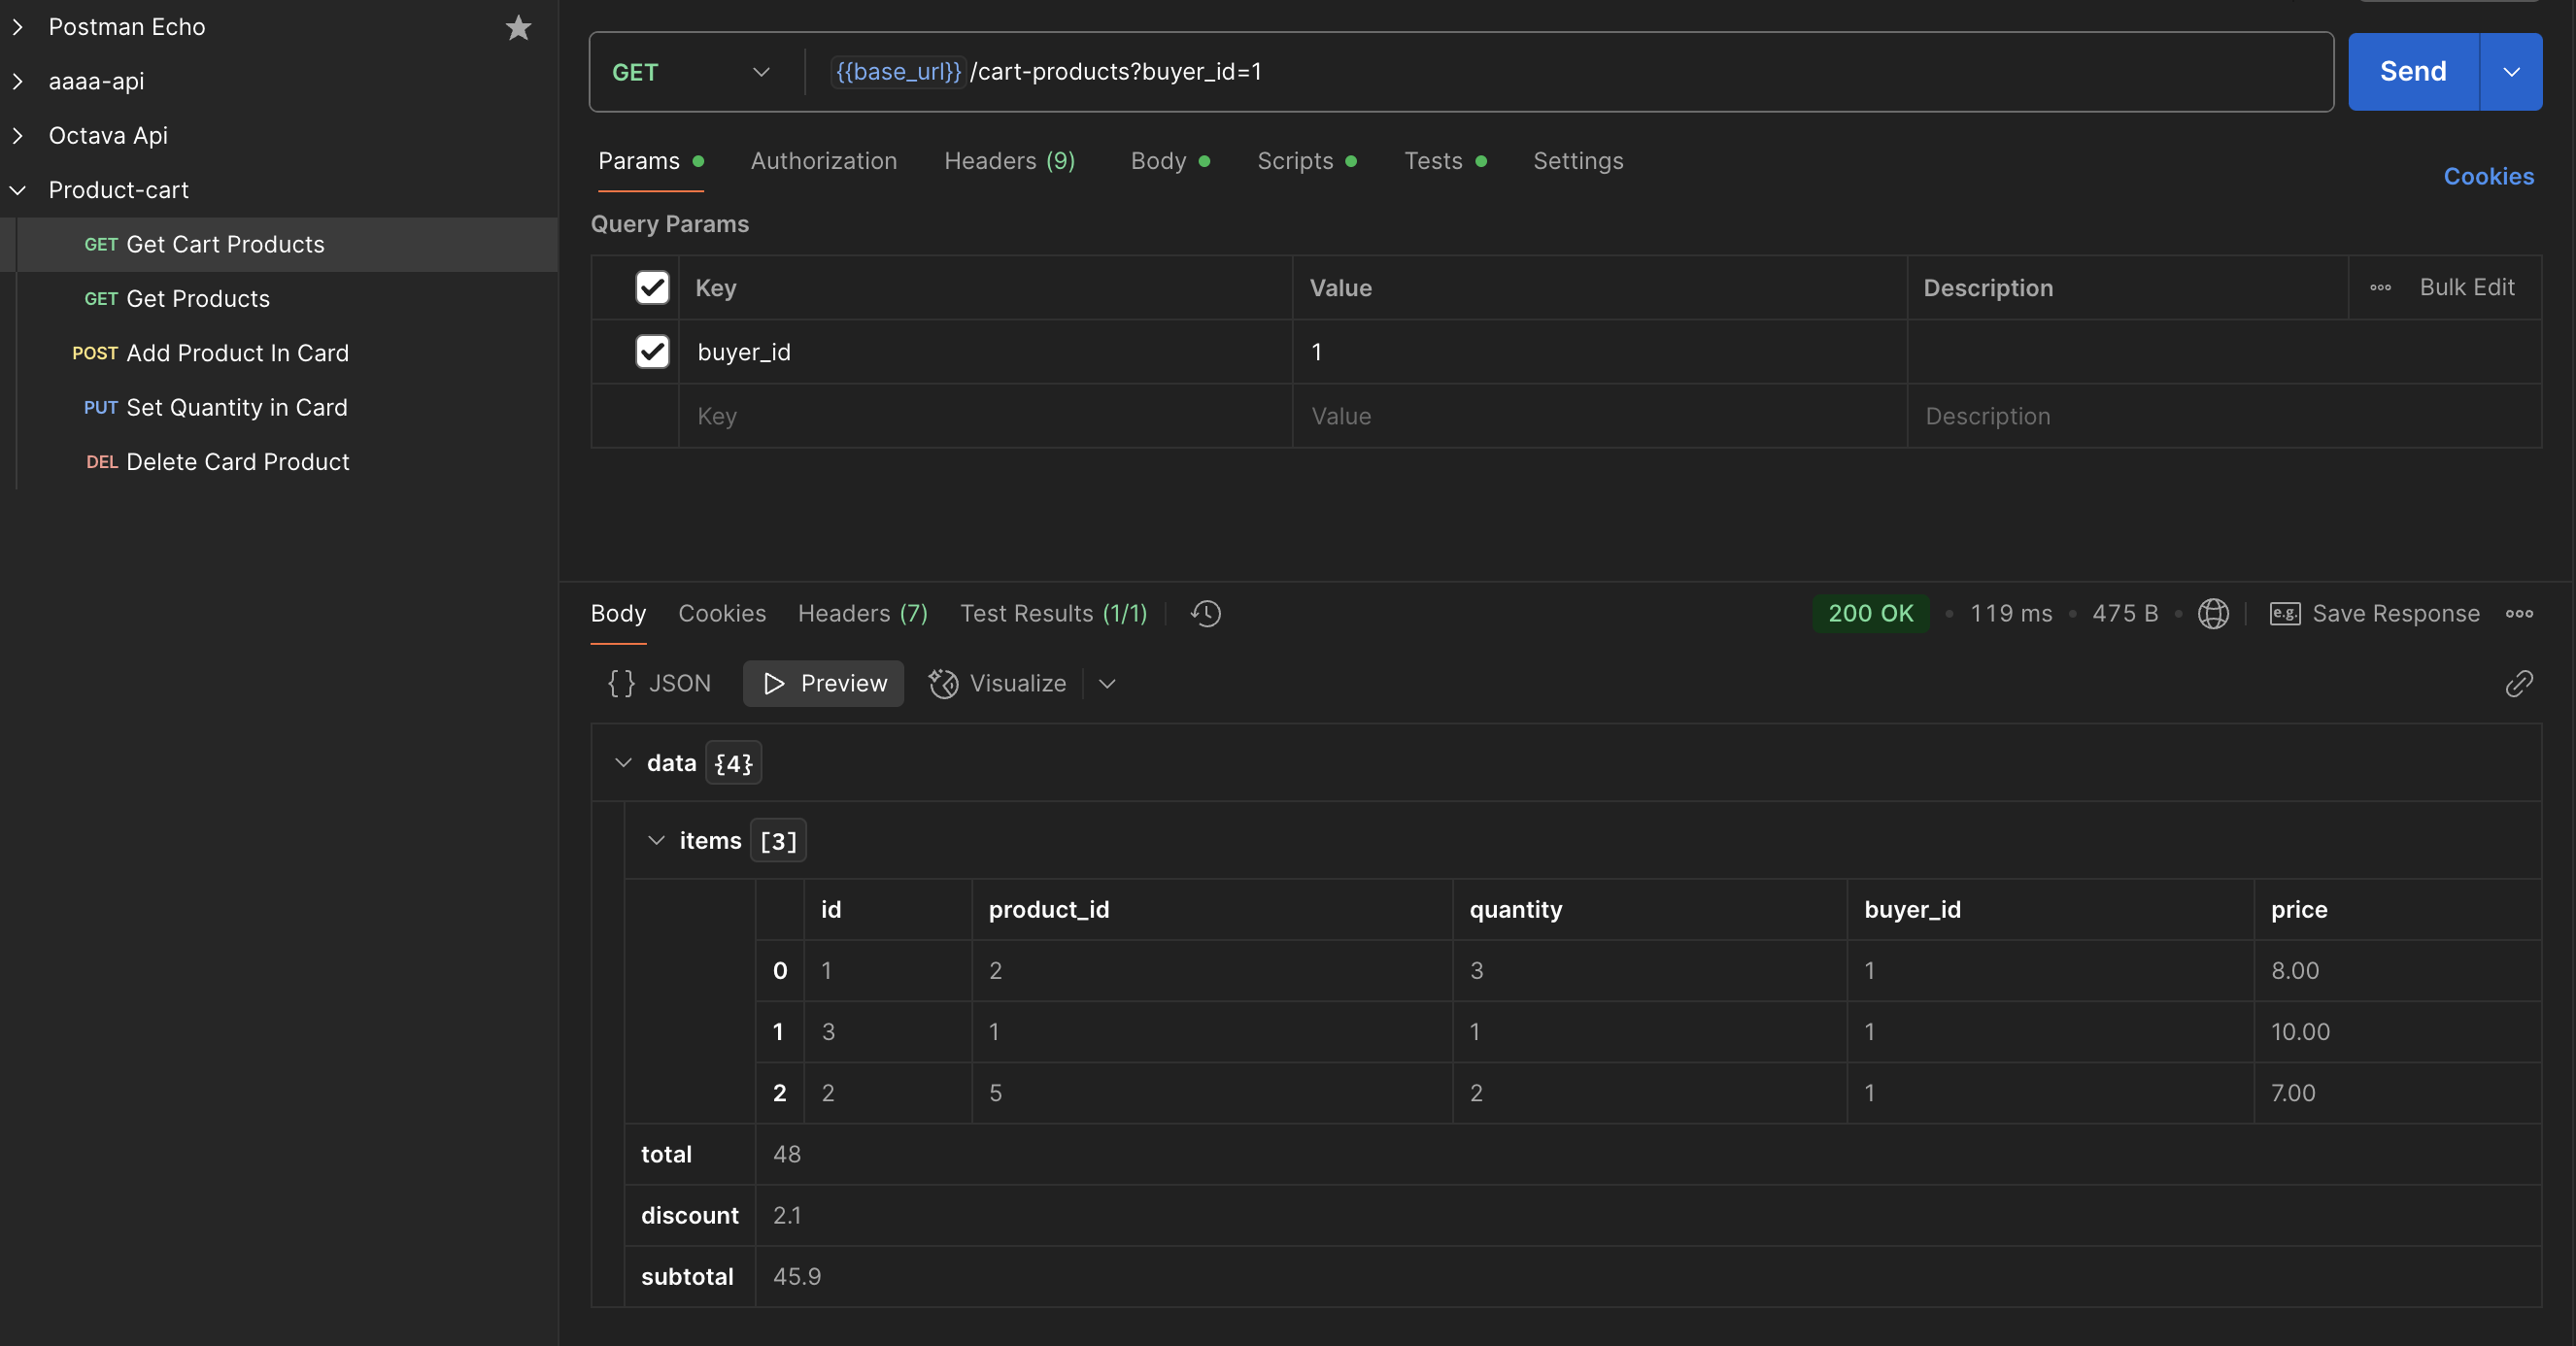 Postman Echo
aaaa-api
Octava Api
Product-cart
GET Get Cart Products
GET Get Products
POST Add Product In Card
PUT Set Quantity in Card
DEL Delete Card Product
GET {{base_url}} /cart-products?buyer_id=1 Send
Params Authorization Headers (9) Body Scripts Tests Settings Cookies
Query Params
Key Value Description Bulk Edit
buyer_id 1
Key Value Description
Body Cookies Headers (7) Test Results (1/1) 200 OK 119 ms 475 B e.g. Save Response
{} JSON Preview Visualize
data {4}
items [3]
id product_id quantity buyer_id price
0 1 2 3 1 8.00
1 3 1 1 1 10.00
2 2 5 2 1 7.00
total 48
discount 2.1
subtotal 45.9